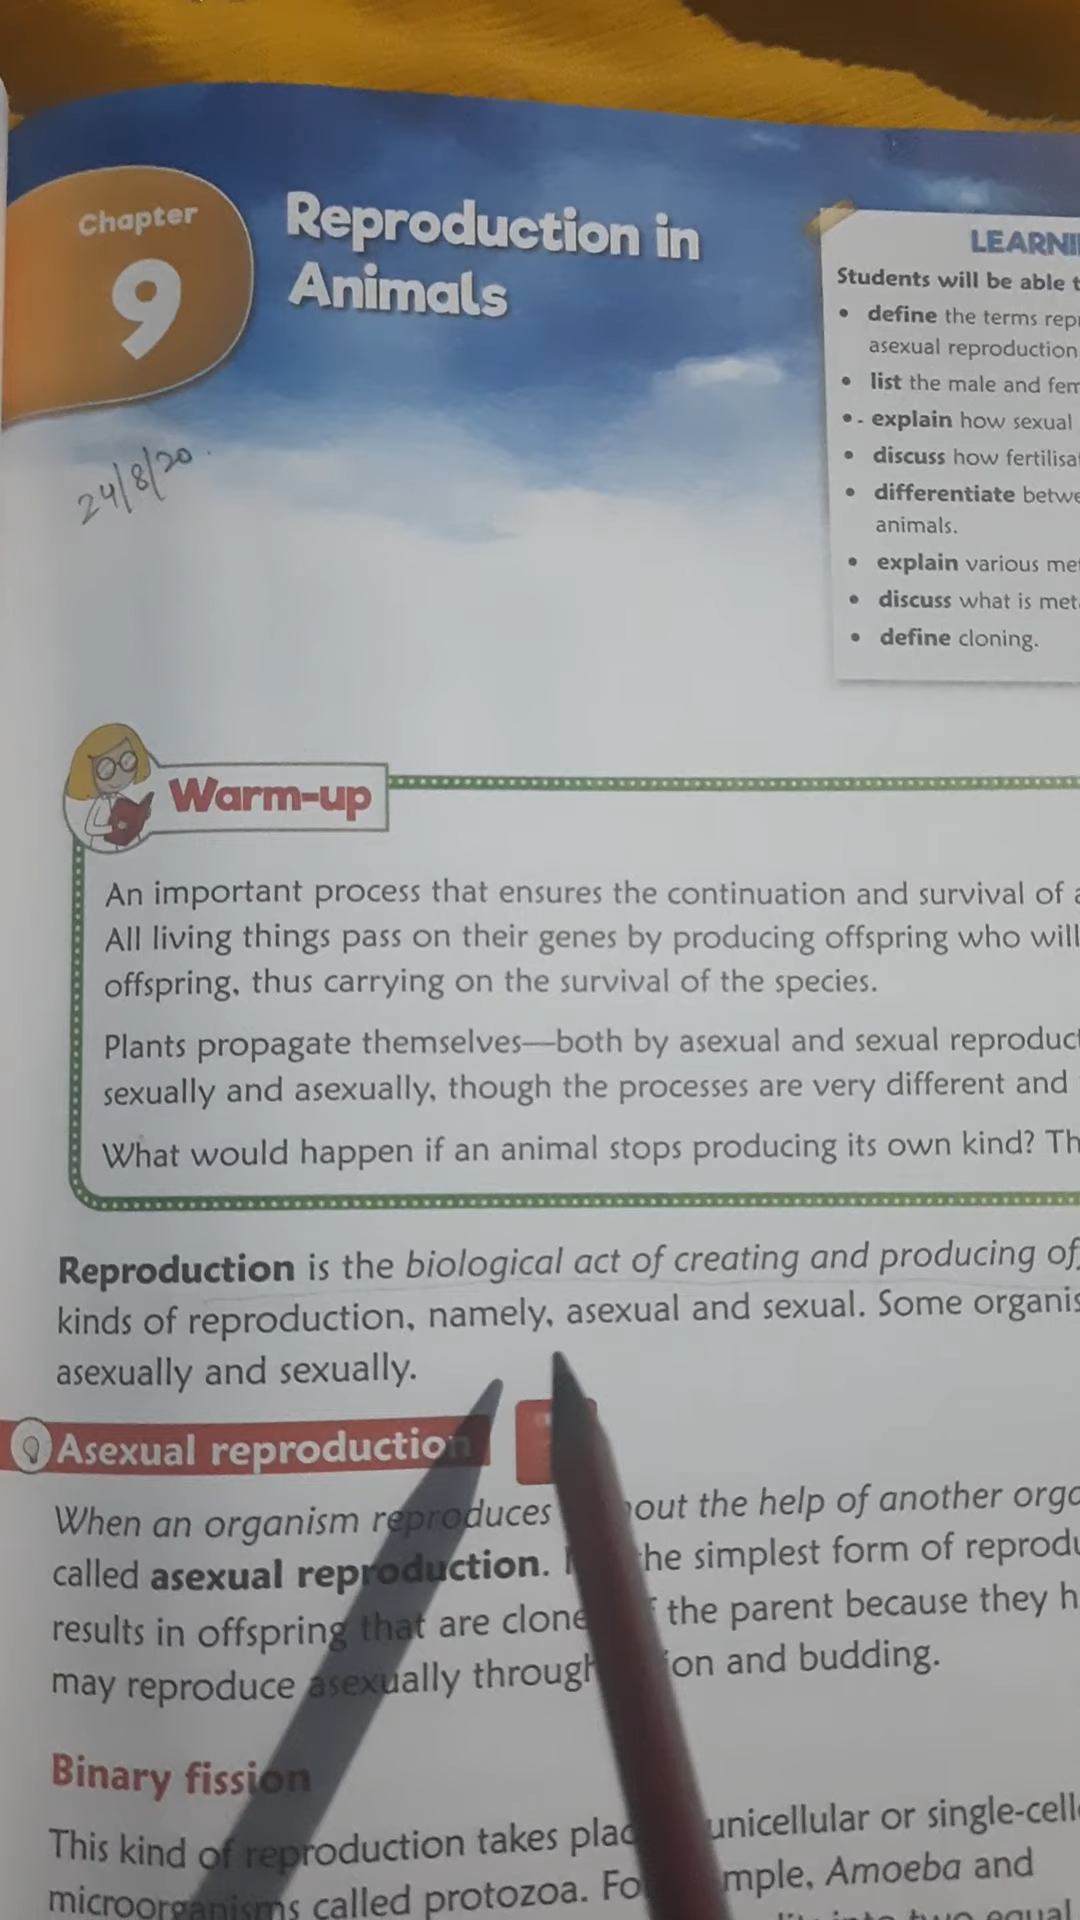 Chapter
9
Reproduction in
Animals
24/8/20
LEARNI
Students will be able t
• define the terms rep
asexual reproduction
• list the male and fem
• explain how sexual
• discuss how fertilisa
• differentiate betwe
animals.
• explain various me
• discuss what is met
• define cloning.
Warm-up
An important process that ensures the continuation and survival of a
All living things pass on their genes by producing offspring who will
offspring, thus carrying on the survival of the species.
Plants propagate themselves—both by asexual and sexual reproduct
sexually and asexually, though the processes are very different and
What would happen if an animal stops producing its own kind? Th
Reproduction is the biological act of creating and producing of
kinds of reproduction, namely, asexual and sexual. Some organis
asexually and sexually.
Asexual reproduction
When an organism reproduces out the help of another orga
called asexual reproduction. the simplest form of reprodu
results in offspring that are clone the parent because they h
may reproduce asexually through ion and budding.
Binary fission
This kind of reproduction takes plac unicellular or single-cell
microorganisms called protozoa. Fo mple, Amoeba and
into two equal